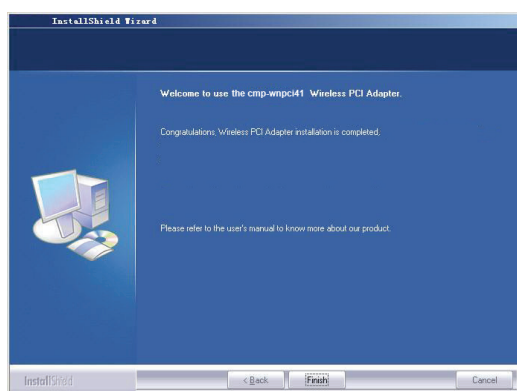 InstallShield Wizard
Welcome to use the cmp-wnpci41 Wireless PCI Adapter.
Congratulations, Wireless PCI Adapter installation is completed,
Please refer to the user's manual to know more about our product.
InstallShield
< Back
Finish
Cancel